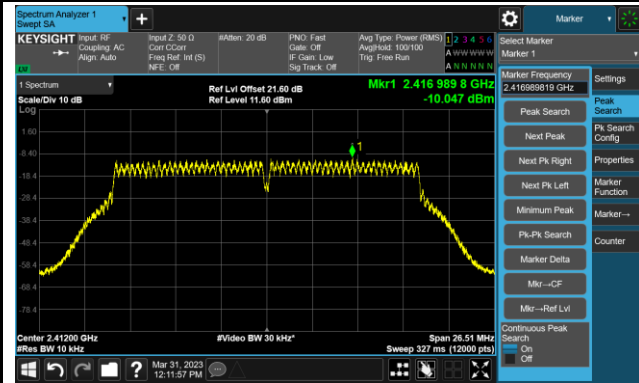 Spectrum Analyzer 1
Swept SA
+
Marker
KEYSIGHT
Input: RF
Coupling: AC
Align: Auto
Input Z: 50 Ω
Corr CCorr
Freq Ref: Int (S)
NFE: Off
#Atten: 20 dB
PNO: Fast
Gate: Off
IF Gain: Low
Sig Track: Off
Avg Type: Power (RMS)
Avg|Hold: 100/100
Trig: Free Run
1 2 3 4 5 6
A W W W W W
A N N N N N
Select Marker
Marker 1
1 Spectrum
Scale/Div 10 dB
Log
Ref Lvl Offset 21.60 dB
Ref Level 11.60 dBm
Mkr1 2.416 989 8 GHz
-10.047 dBm
1.60
-8.40
-18.4
-28.4
-38.4
-48.4
-58.4
-68.4
-78.4
1
Center 2.41200 GHz
#Res BW 10 kHz
#Video BW 30 kHz*
Span 26.51 MHz
Sweep 327 ms (12000 pts)
Marker Frequency
2.416989819 GHz
Peak Search
Next Peak
Next Pk Right
Next Pk Left
Minimum Peak
Pk-Pk Search
Marker Delta
Mkr→CF
Mkr→Ref Lvl
Continuous Peak
Search
On
Off
Settings
Peak
Search
Pk Search
Config
Properties
Marker
Function
Marker→
Counter
?
Mar 31, 2023
12:11:57 PM